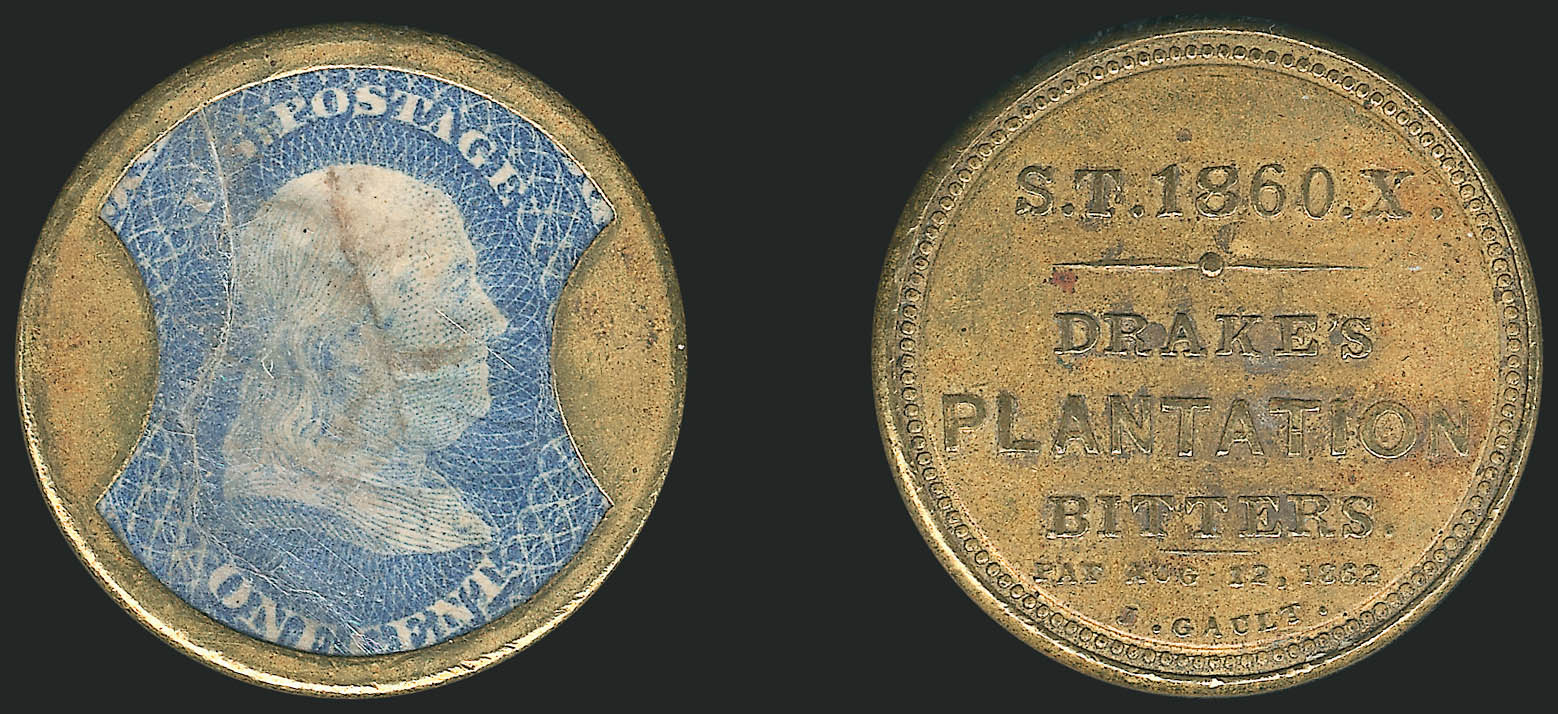 U.S. POSTAGE
ONE CENT.
S.T.1860.X.
DRAKE'S
PLANTATION
BITTERS.
PAT AUG 12, 1862
J. GAULT.